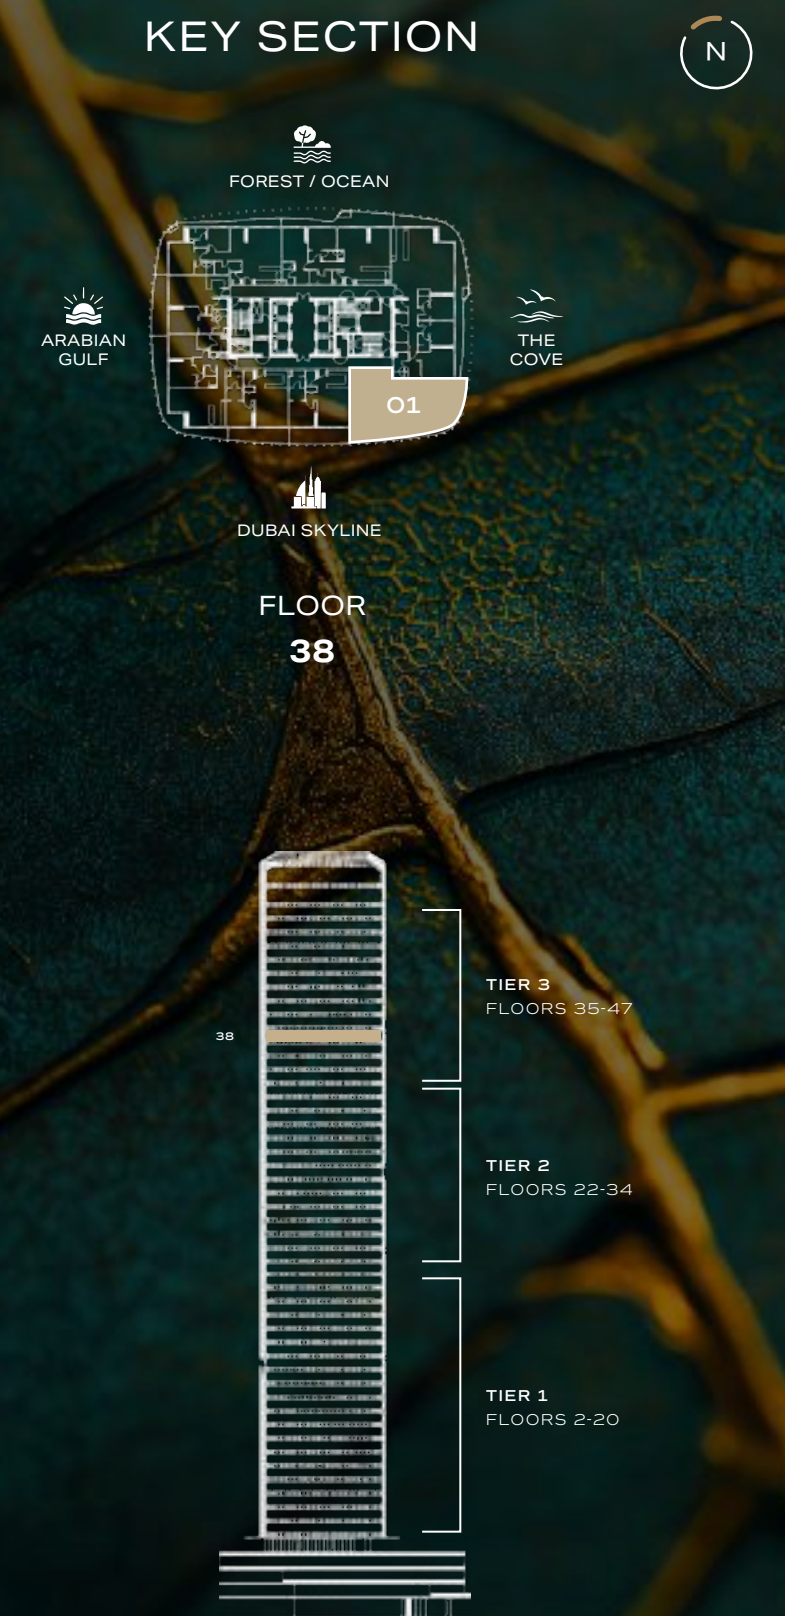 KEY SECTION
N
FOREST / OCEAN
ARABIAN
GULF
THE
COVE
01
DUBAI SKYLINE
FLOOR
38
TIER 3
FLOORS 35-47
38
TIER 2
FLOORS 22-34
TIER 1
FLOORS 2-20